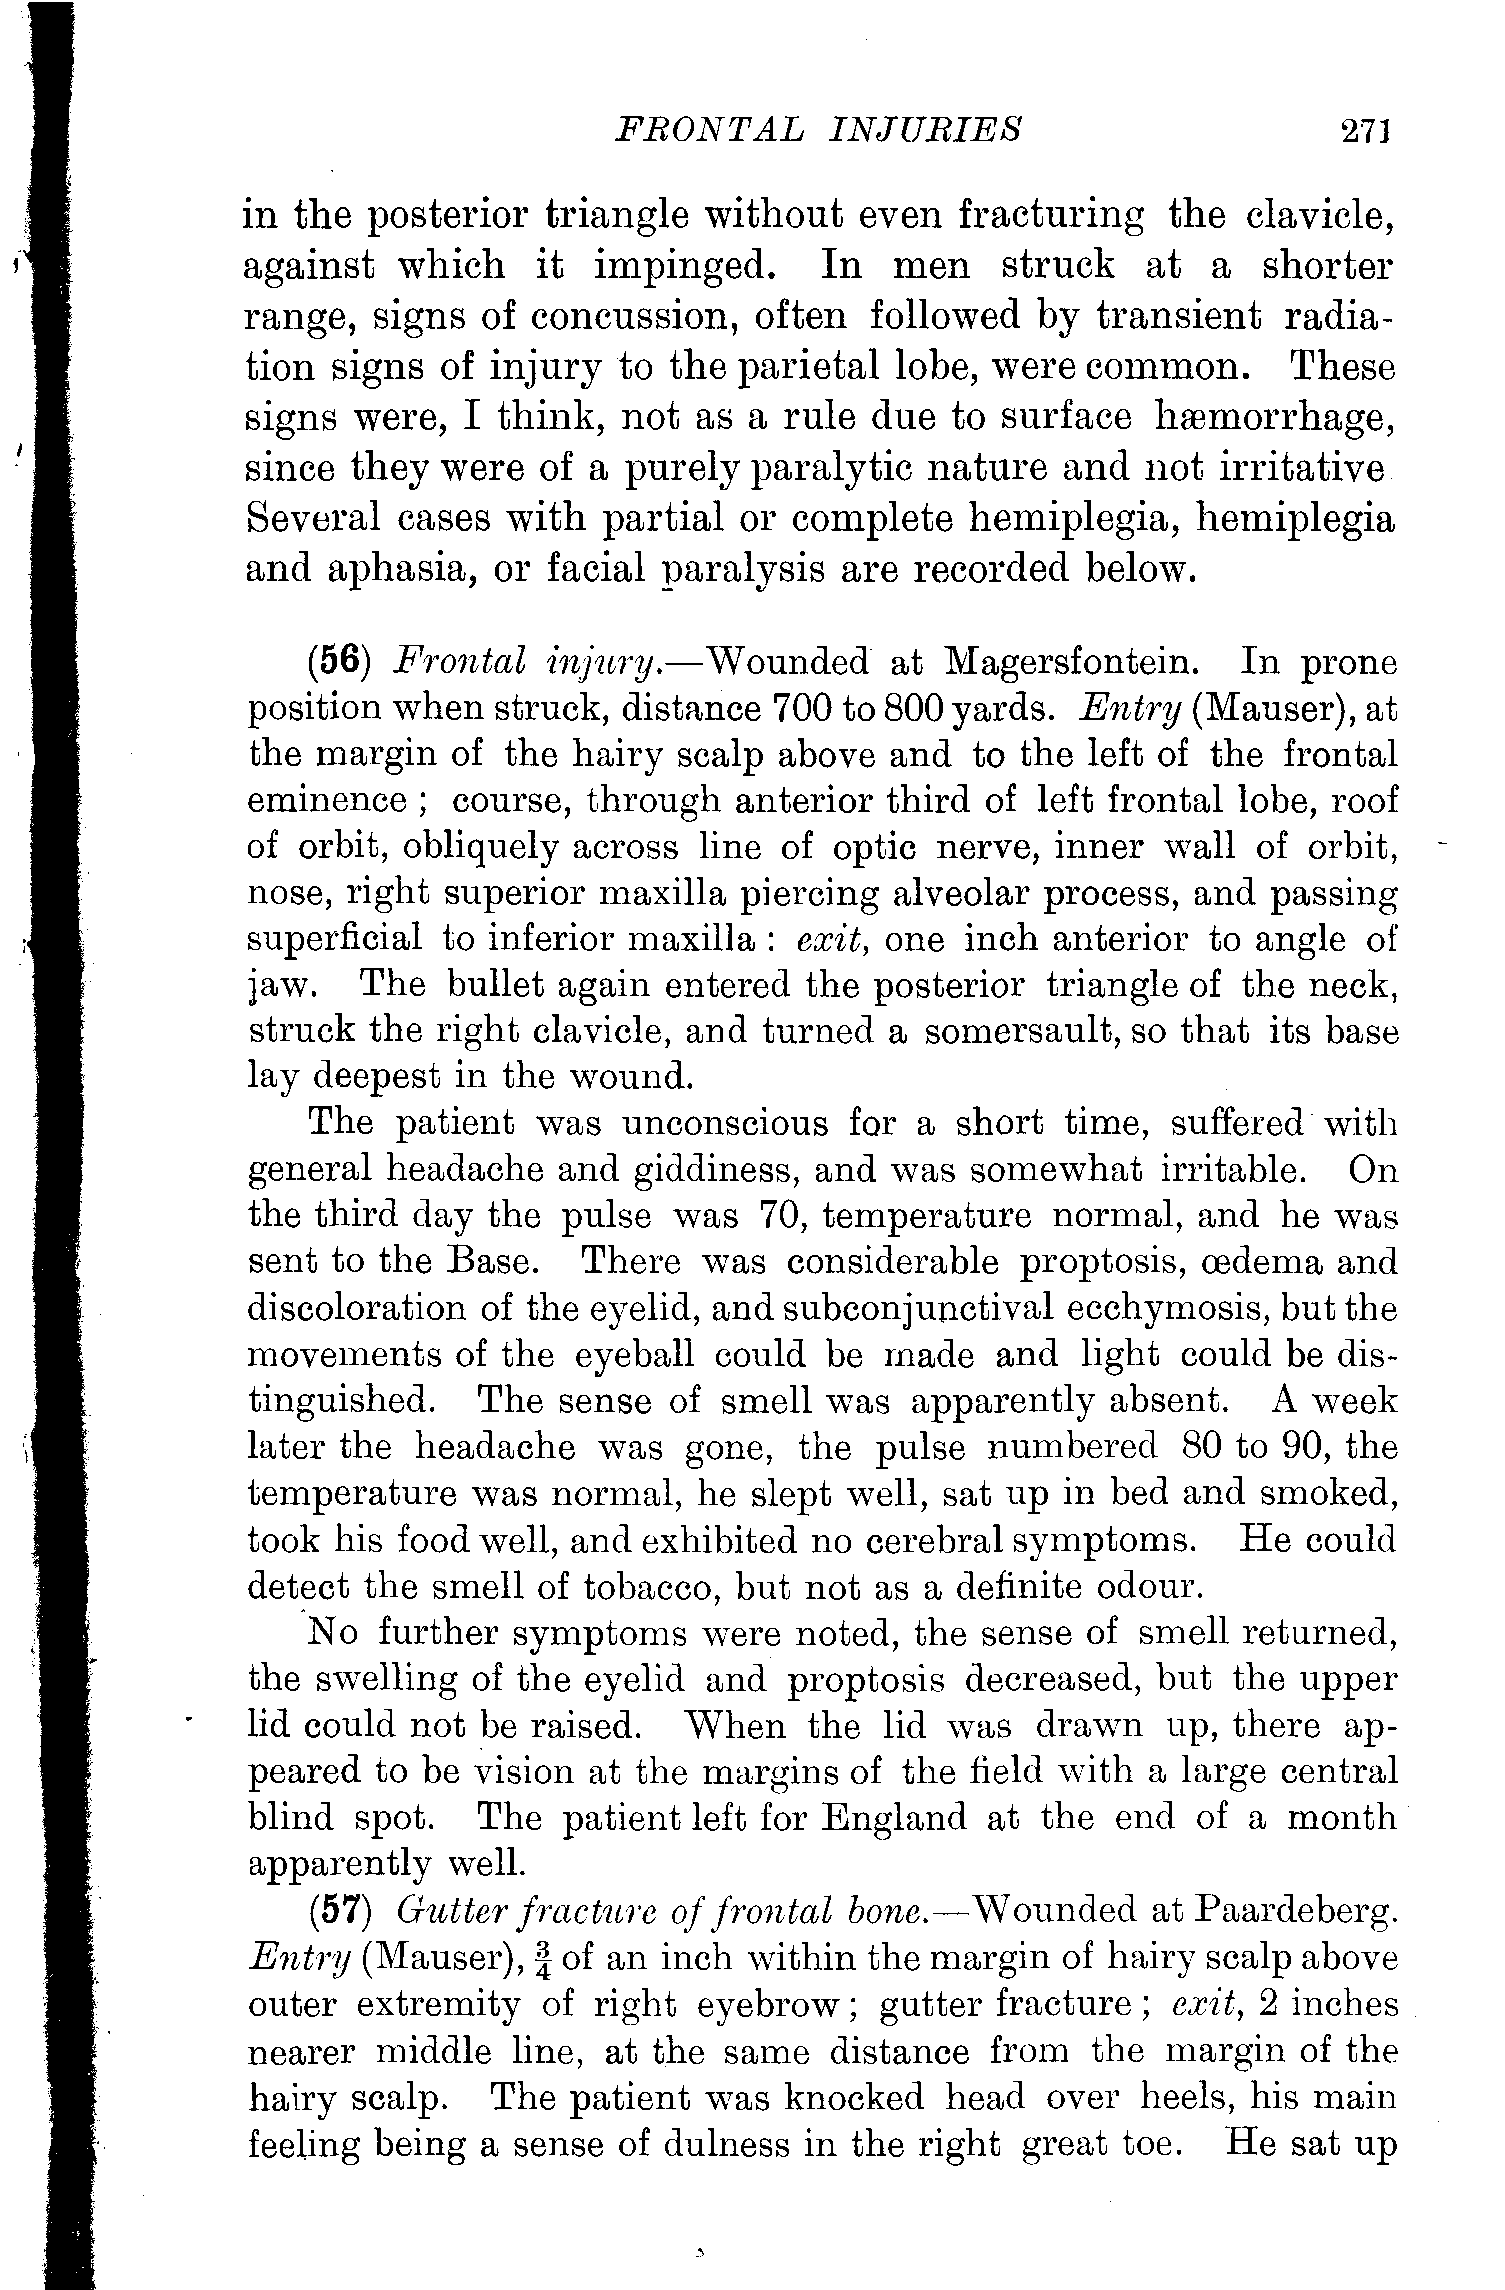 FRONTAL INJURIES 271
in the posterior triangle without even fracturing the clavicle,
against which it impinged. In men struck at a shorter
range, signs of concussion, often followed by transient radia-
tion signs of injury to the parietal lobe, were common. These
signs were, I think, not as a rule due to surface hæmorrhage,
since they were of a purely paralytic nature and not irritative
Several cases with partial or complete hemiplegia, hemiplegia
and aphasia, or facial paralysis are recorded below.
(56) Frontal injury.—Wounded at Magersfontein. In prone
position when struck, distance 700 to 800 yards. Entry (Mauser), at
the margin of the hairy scalp above and to the left of the frontal
eminence ; course, through anterior third of left frontal lobe, roof
of orbit, obliquely across line of optic nerve, inner wall of orbit,
nose, right superior maxilla piercing alveolar process, and passing
superficial to inferior maxilla : exit, one inch anterior to angle of
jaw. The bullet again entered the posterior triangle of the neck,
struck the right clavicle, and turned a somersault, so that its base
lay deepest in the wound.
The patient was unconscious for a short time, suffered with
general headache and giddiness, and was somewhat irritable. On
the third day the pulse was 70, temperature normal, and he was
sent to the Base. There was considerable proptosis, œdema and
discoloration of the eyelid, and subconjunctival ecchymosis, but the
movements of the eyeball could be made and light could be dis-
tinguished. The sense of smell was apparently absent. A week
later the headache was gone, the pulse numbered 80 to 90, the
temperature was normal, he slept well, sat up in bed and smoked,
took his food well, and exhibited no cerebral symptoms. He could
detect the smell of tobacco, but not as a definite odour.
No further symptoms were noted, the sense of smell returned,
the swelling of the eyelid and proptosis decreased, but the upper
lid could not be raised. When the lid was drawn up, there ap-
peared to be vision at the margins of the field with a large central
blind spot. The patient left for England at the end of a month
apparently well.
(57) Gutter fracture of frontal bone.—Wounded at Paardeberg.
Entry (Mauser), ¾ of an inch within the margin of hairy scalp above
outer extremity of right eyebrow ; gutter fracture ; exit, 2 inches
nearer middle line, at the same distance from the margin of the
hairy scalp. The patient was knocked head over heels, his main
feeling being a sense of dulness in the right great toe. He sat up